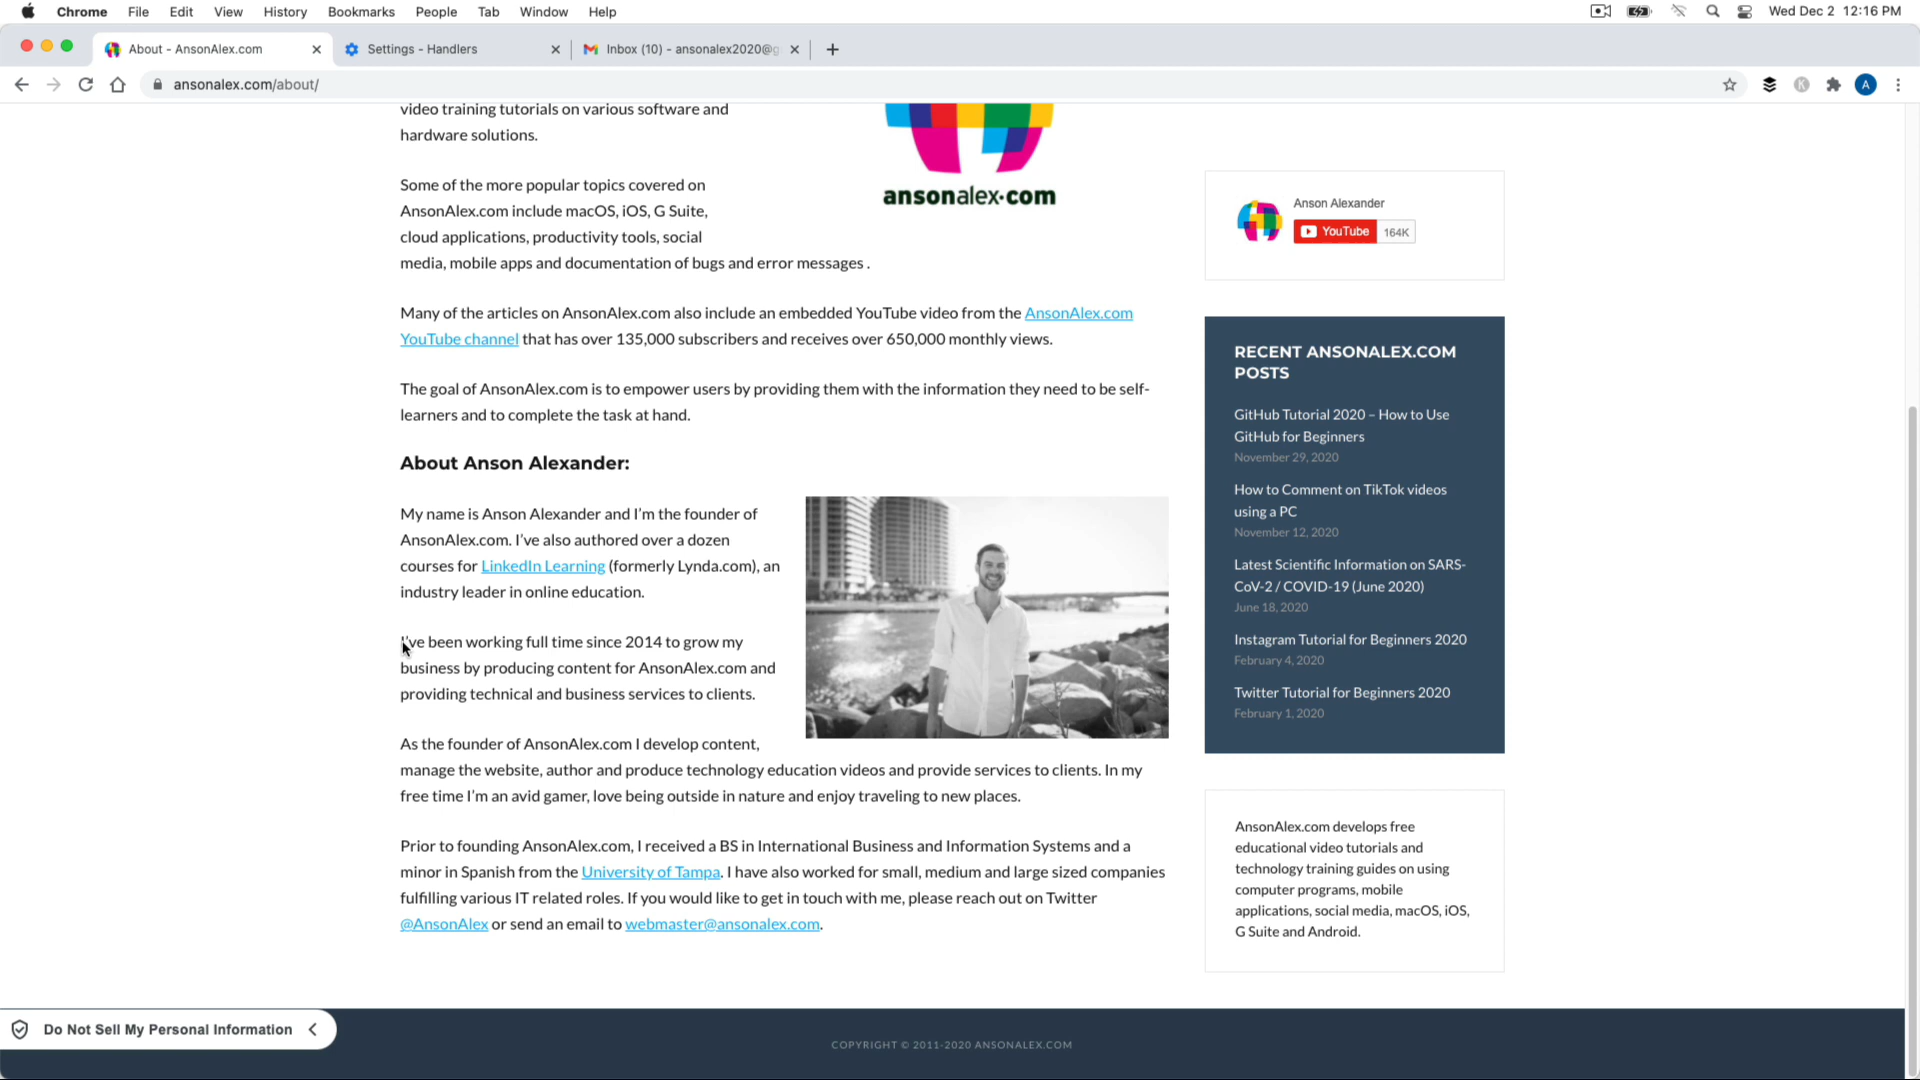 Chrome File Edit View History Bookmarks People Tab Window Help Wed Dec 2 12:16 PM
About - AnsonAlex.com Settings - Handlers Inbox (10) - ansonalex2020@g
ansonalex.com/about/ A
video training tutorials on various software and
hardware solutions.
ansonalex.com
Some of the more popular topics covered on
AnsonAlex.com include macOS, iOS, G Suite,
cloud applications, productivity tools, social
media, mobile apps and documentation of bugs and error messages .
Many of the articles on AnsonAlex.com also include an embedded YouTube video from the AnsonAlex.com
YouTube channel that has over 135,000 subscribers and receives over 650,000 monthly views.
The goal of AnsonAlex.com is to empower users by providing them with the information they need to be self-
learners and to complete the task at hand.
About Anson Alexander:
My name is Anson Alexander and I’m the founder of
AnsonAlex.com. I’ve also authored over a dozen
courses for LinkedIn Learning (formerly Lynda.com), an
industry leader in online education.
I’ve been working full time since 2014 to grow my
business by producing content for AnsonAlex.com and
providing technical and business services to clients.
As the founder of AnsonAlex.com I develop content,
manage the website, author and produce technology education videos and provide services to clients. In my
free time I’m an avid gamer, love being outside in nature and enjoy traveling to new places.
Prior to founding AnsonAlex.com, I received a BS in International Business and Information Systems and a
minor in Spanish from the University of Tampa. I have also worked for small, medium and large sized companies
fulfilling various IT related roles. If you would like to get in touch with me, please reach out on Twitter
@AnsonAlex or send an email to webmaster@ansonalex.com.
Anson Alexander
YouTube 164K
RECENT ANSONALEX.COM
POSTS
GitHub Tutorial 2020 – How to Use
GitHub for Beginners
November 29, 2020
How to Comment on TikTok videos
using a PC
November 12, 2020
Latest Scientific Information on SARS-
CoV-2 / COVID-19 (June 2020)
June 18, 2020
Instagram Tutorial for Beginners 2020
February 4, 2020
Twitter Tutorial for Beginners 2020
February 1, 2020
AnsonAlex.com develops free
educational video tutorials and
technology training guides on using
computer programs, mobile
applications, social media, macOS, iOS,
G Suite and Android.
Do Not Sell My Personal Information
COPYRIGHT © 2011-2020 ANSONALEX.COM